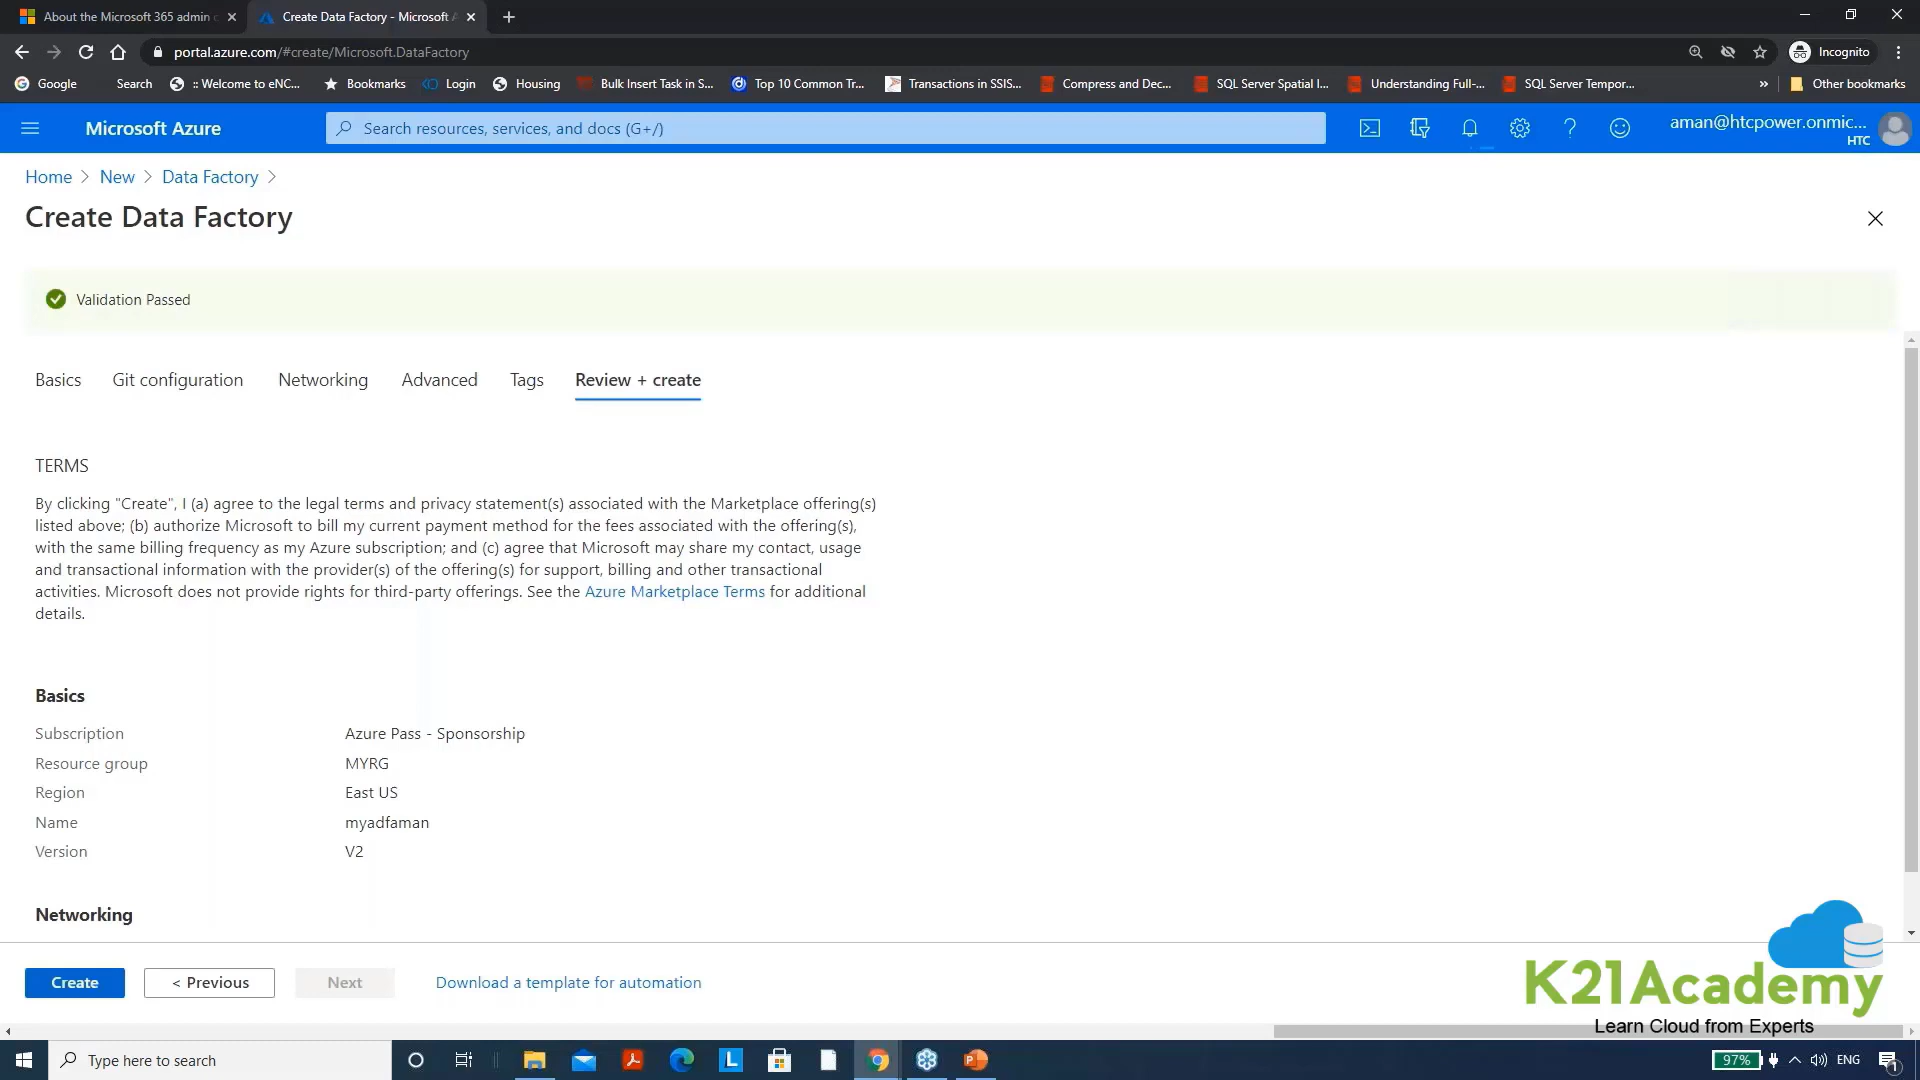 About the Microsoft 365 admin c
Create Data Factory - Microsoft A
portal.azure.com/#create/Microsoft.DataFactory
Incognito
Google
Search
:: Welcome to eNC...
Bookmarks
Login
Housing
Bulk Insert Task in S...
Top 10 Common Tr...
Transactions in SSIS...
Compress and Dec...
SQL Server Spatial I...
Understanding Full-...
SQL Server Tempor...
»
Other bookmarks
Microsoft Azure
Search resources, services, and docs (G+/)
aman@htcpower.onmic...
HTC
Home > New > Data Factory >
Create Data Factory
Validation Passed
Basics
Git configuration
Networking
Advanced
Tags
Review + create
TERMS
By clicking "Create", I (a) agree to the legal terms and privacy statement(s) associated with the Marketplace offering(s)
listed above; (b) authorize Microsoft to bill my current payment method for the fees associated with the offering(s),
with the same billing frequency as my Azure subscription; and (c) agree that Microsoft may share my contact, usage
and transactional information with the provider(s) of the offering(s) for support, billing and other transactional
activities. Microsoft does not provide rights for third-party offerings. See the Azure Marketplace Terms for additional
details.
Basics
Subscription Azure Pass - Sponsorship
Resource group MYRG
Region East US
Name myadfaman
Version V2
Networking
Create
< Previous
Next
Download a template for automation
K21Academy
Learn Cloud from Experts
Type here to search
L
P
97%
ENG
1